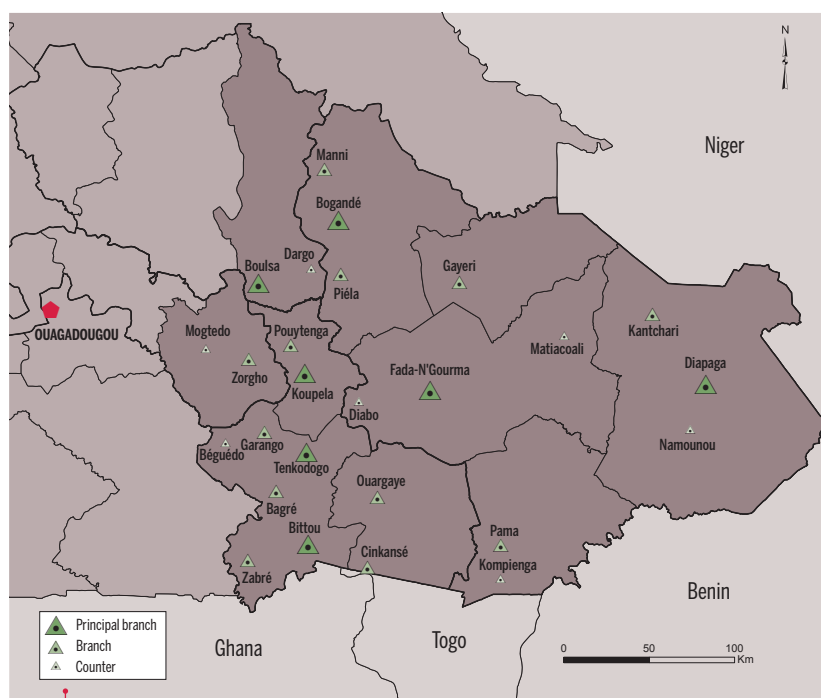 N
Niger
Manni
Bogandé
Dargo
Boulsa
Piéla
Gayeri
OUAGADOUGOU
Mogtedo
Pouytenga
Kantchari
Zorgho
Matiacoali
Koupela
Fada-N'Gourma
Diapaga
Diabo
Garango
Béguédo
Namounou
Tenkodogo
Ouargaye
Bagré
Bittou
Pama
Cinkansé
Kompienga
Zabré
Benin
Principal branch
Branch
Counter
Ghana
Togo
0 50 100
Km